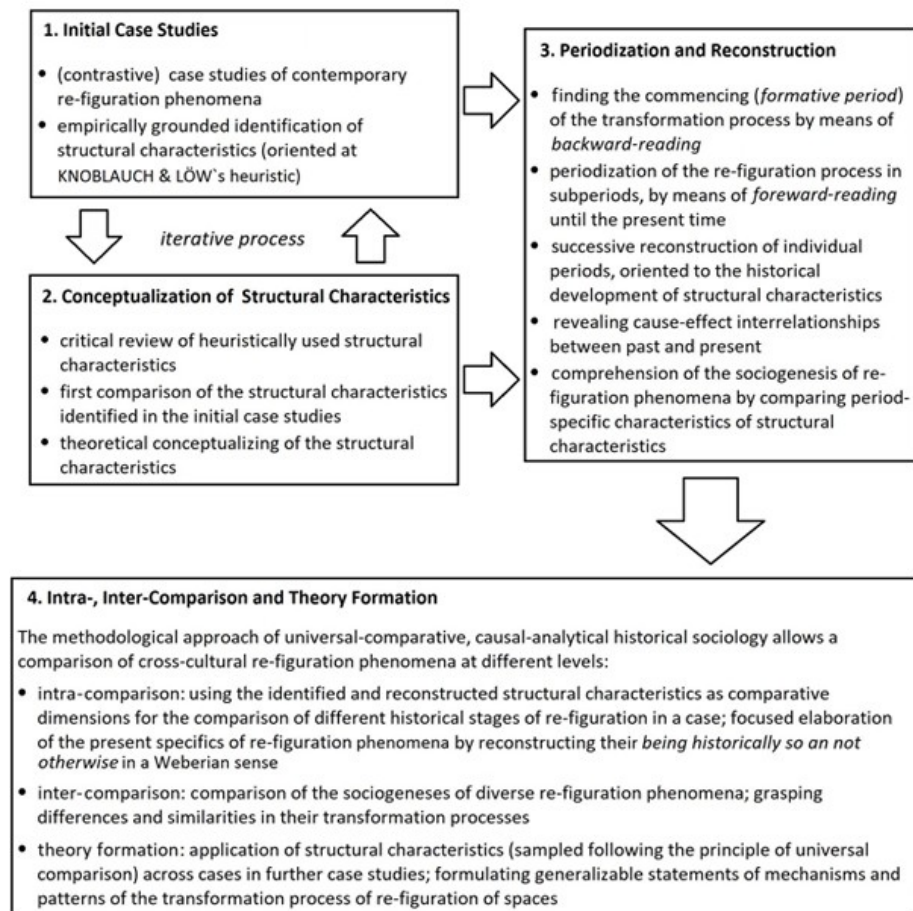 1. Initial Case Studies
• (contrastive) case studies of contemporary
re-figuration phenomena
• empirically grounded identification of
structural characteristics (oriented at
KNOBLAUCH & LÖW`s heuristic)
iterative process
2. Conceptualization of Structural Characteristics
• critical review of heuristically used structural
characteristics
• first comparison of the structural characteristics
identified in the initial case studies
• theoretical conceptualizing of the structural
characteristics
3. Periodization and Reconstruction
• finding the commencing (formative period)
of the transformation process by means of
backward-reading
• periodization of the re-figuration process in
subperiods, by means of foreward-reading
until the present time
• successive reconstruction of individual
periods, oriented to the historical
development of structural characteristics
• revealing cause-effect interrelationships
between past and present
• comprehension of the sociogenesis of re-
figuration phenomena by comparing period-
specific characteristics of structural
characteristics
4. Intra-, Inter-Comparison and Theory Formation
The methodological approach of universal-comparative, causal-analytical historical sociology allows a
comparison of cross-cultural re-figuration phenomena at different levels:
• intra-comparison: using the identified and reconstructed structural characteristics as comparative
dimensions for the comparison of different historical stages of re-figuration in a case; focused elaboration
of the present specifics of re-figuration phenomena by reconstructing their being historically so an not
otherwise in a Weberian sense
• inter-comparison: comparison of the sociogeneses of diverse re-figuration phenomena; grasping
differences and similarities in their transformation processes
• theory formation: application of structural characteristics (sampled following the principle of universal
comparison) across cases in further case studies; formulating generalizable statements of mechanisms and
patterns of the transformation process of re-figuration of spaces